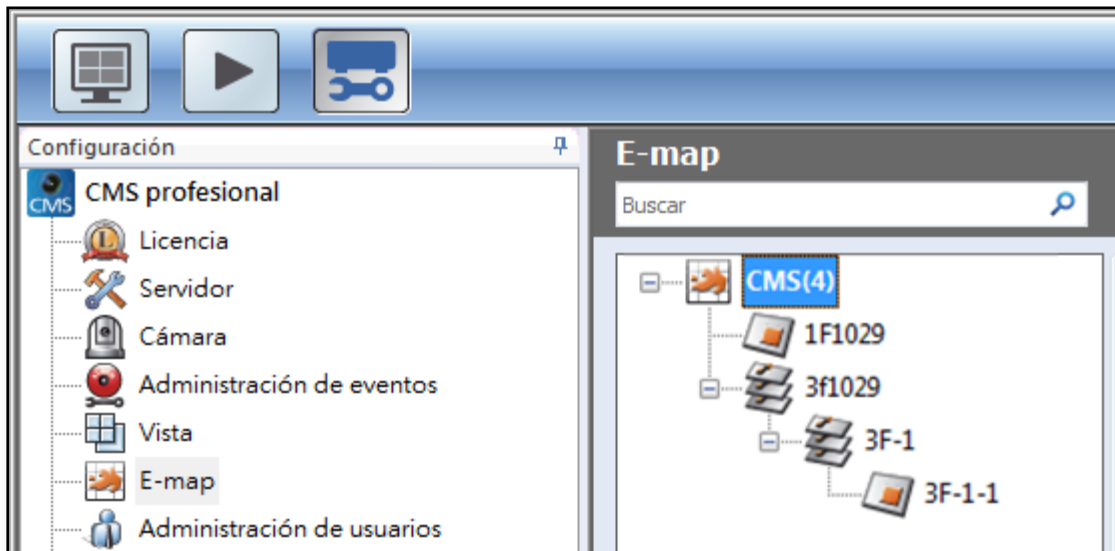 Configuración
CMS
CMS profesional
Licencia
Servidor
Cámara
Administración de eventos
Vista
E-map
Administración de usuarios
E-map
Buscar
CMS(4)
1F1029
3f1029
3F-1
3F-1-1